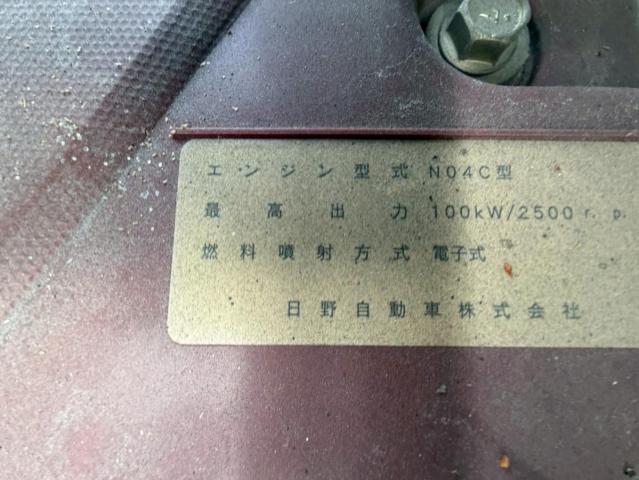 エンジン型式 N04C型
最高出力 100kW/2500 r. p.
燃料噴射方式 電子式
日野自動車株式会社